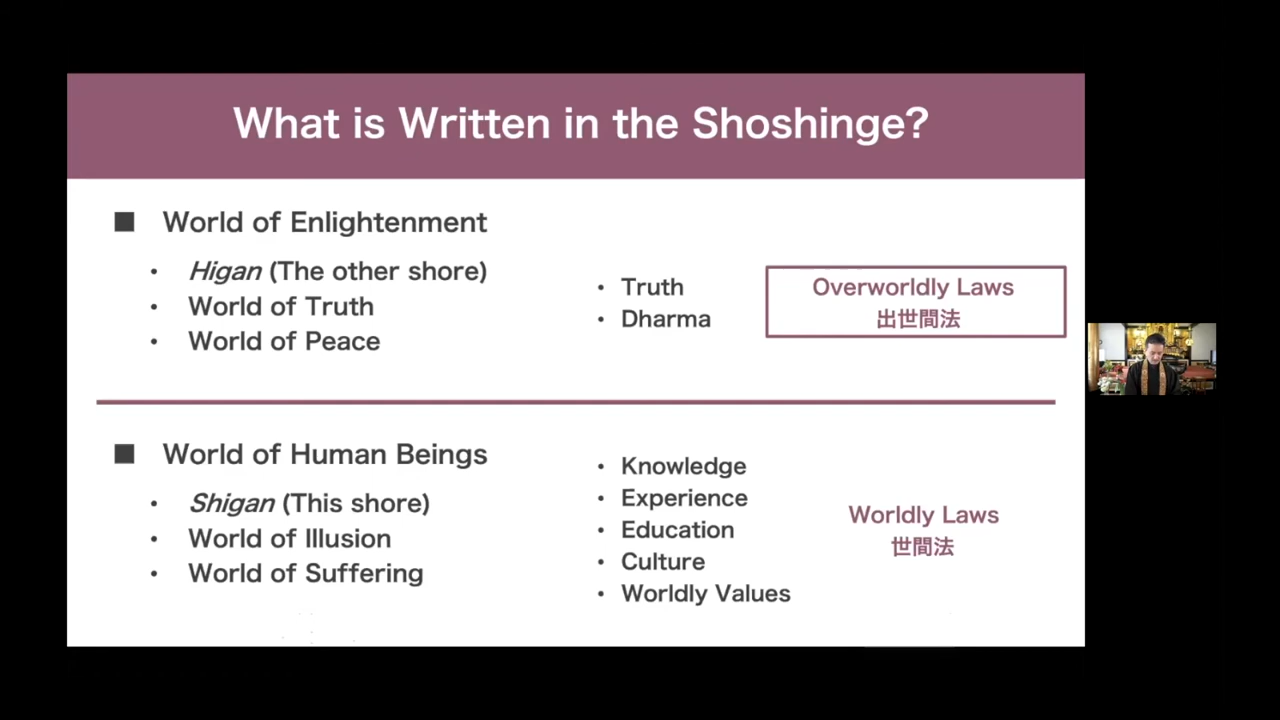 What is Written in the Shoshinge?
■ World of Enlightenment
• Higan (The other shore)
• World of Truth
• World of Peace
• Truth
• Dharma
Overworldly Laws
出世間法
■ World of Human Beings
• Shigan (This shore)
• World of Illusion
• World of Suffering
• Knowledge
• Experience
• Education
• Culture
• Worldly Values
Worldly Laws
世間法